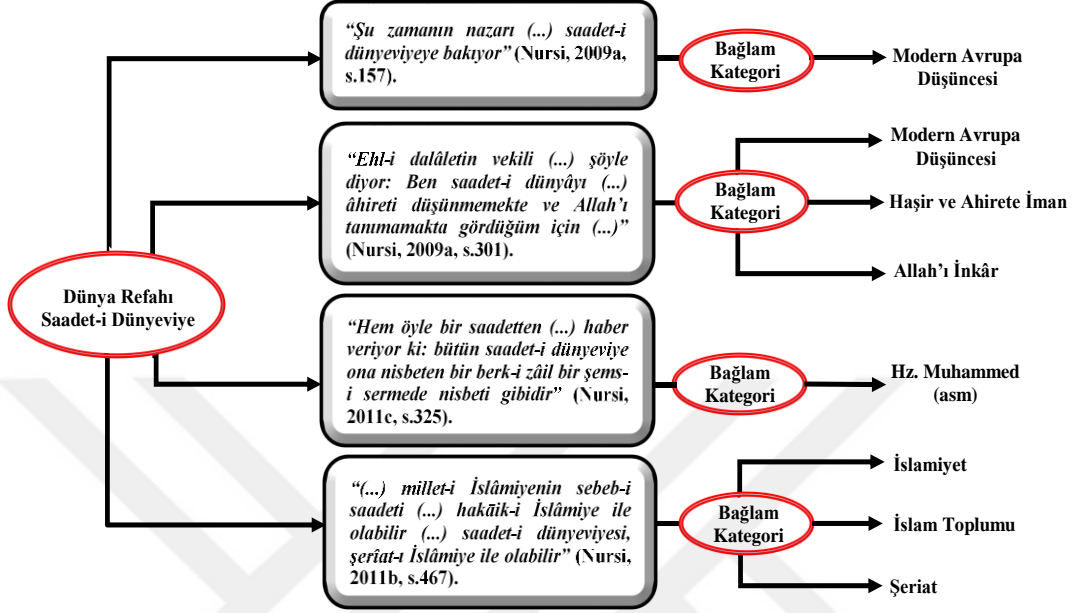 Dünya Refahı
Saadet-i Dünyeviye
“Şu zamanın nazarı (...) saadet-i
dünyeviyeye bakıyor” (Nursi, 2009a,
s.157).
Bağlam
Kategori
Modern Avrupa
Düşüncesi
“Ehl-i dalâletin vekili (...) şöyle
diyor: Ben saadet-i dünyâyı (...)
âhireti düşünmemekte ve Allah’ı
tanımamakta gördüğüm için (...)”
(Nursi, 2009a, s.301).
Bağlam
Kategori
Modern Avrupa
Düşüncesi
Haşir ve Ahirete İman
Allah’ı İnkâr
“Hem öyle bir saadetten (...) haber
veriyor ki: bütün saadet-i dünyeviye
ona nisbeten bir berk-i zâil bir şems-
i sermede nisbeti gibidir” (Nursi,
2011c, s.325).
Bağlam
Kategori
Hz. Muhammed
(asm)
“(...) millet-i İslâmiyenin sebeb-i
saadeti (...) hakāik-i İslâmiye ile
olabilir (...) saadet-i dünyeviyesi,
şerîat-ı İslâmiye ile olabilir” (Nursi,
2011b, s.467).
Bağlam
Kategori
İslamiyet
İslam Toplumu
Şeriat